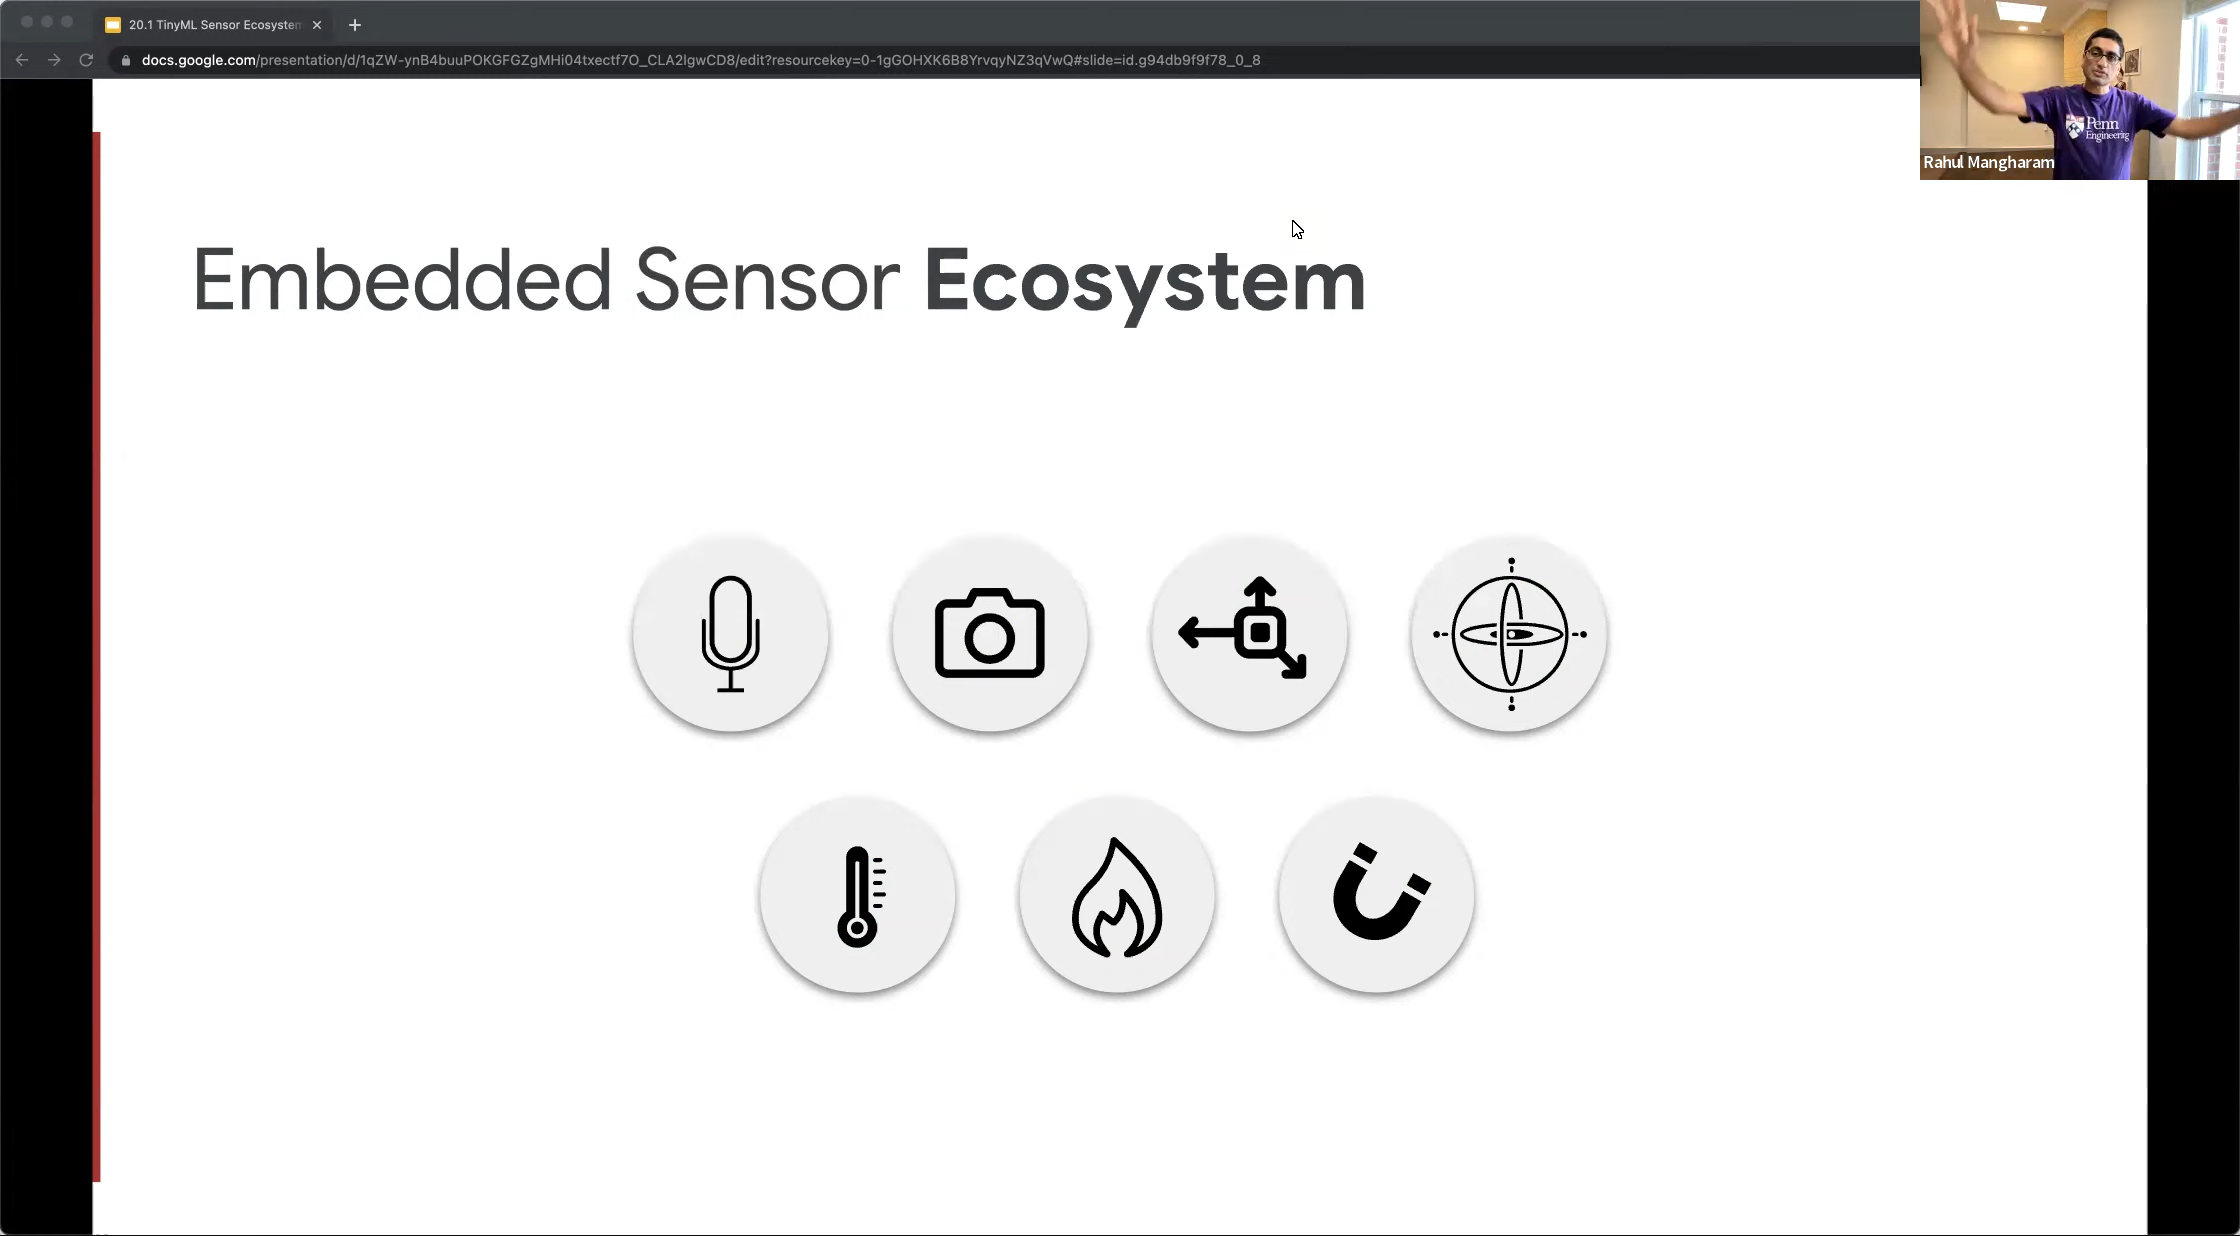 20.1 TinyML Sensor Ecosystem
docs.google.com/presentation/d/1qZW-ynB4buuPOKGFGZgMHi04txectf7O_CLA2lgwCD8/edit?resourcekey=0-1gGOHXK6B8YrvqyNZ3qVwQ#slide=id.g94db9f9f78_0_8
Penn
Engineering
Rahul Mangharam
Embedded Sensor Ecosystem